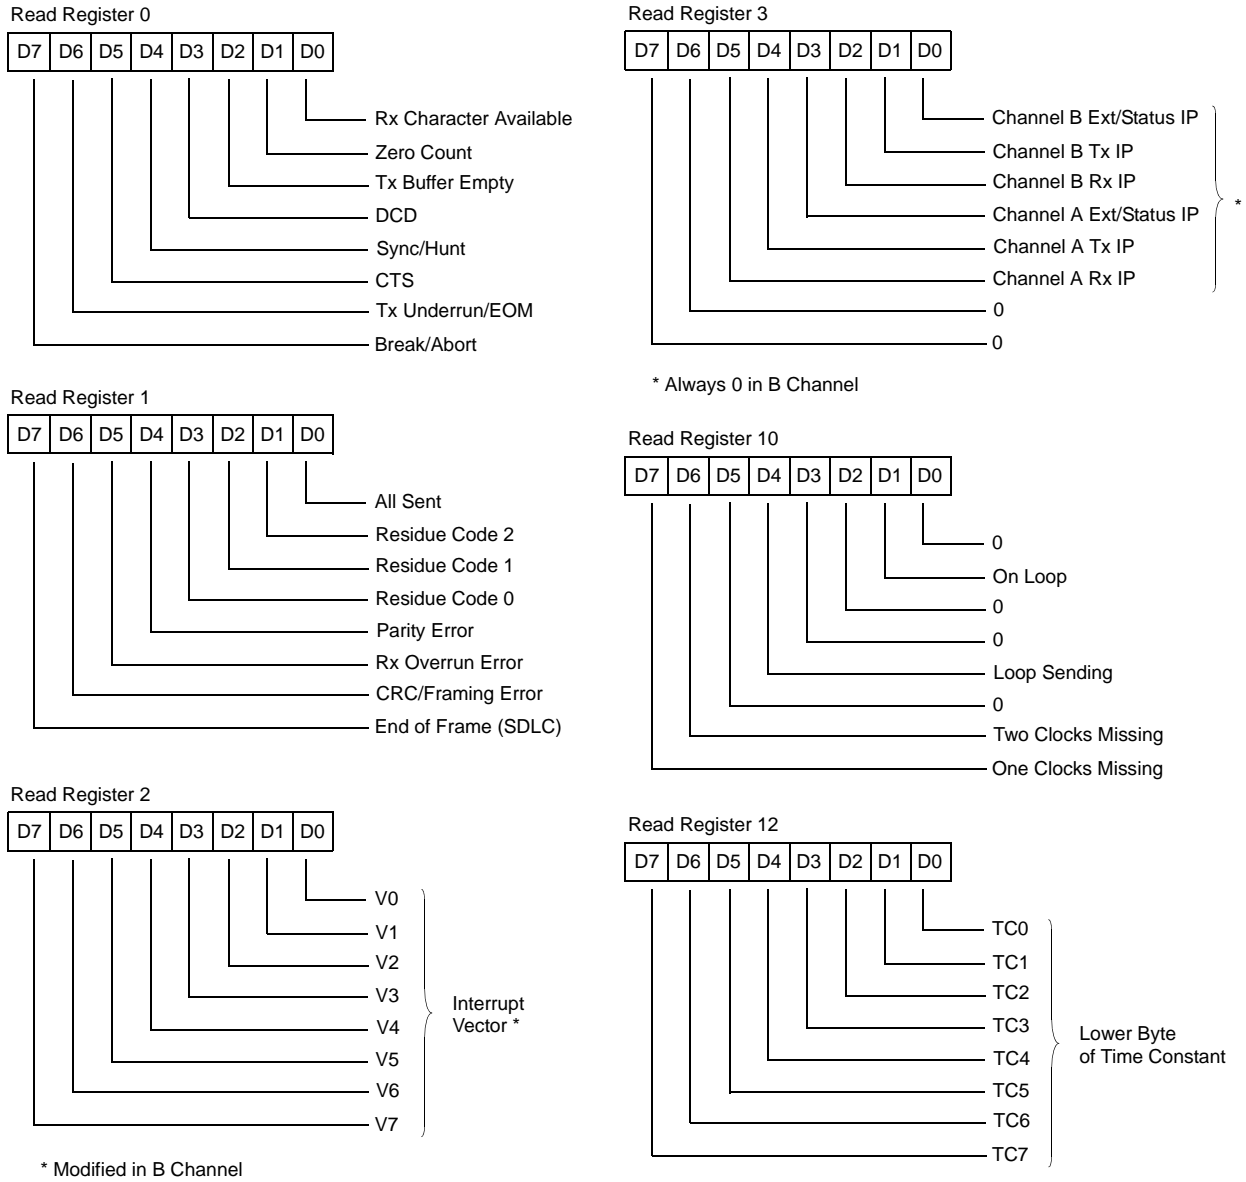 Read Register 0
D7 D6 D5 D4 D3 D2 D1 D0
Rx Character Available
Zero Count
Tx Buffer Empty
DCD
Sync/Hunt
CTS
Tx Underrun/EOM
Break/Abort
Read Register 1
D7 D6 D5 D4 D3 D2 D1 D0
All Sent
Residue Code 2
Residue Code 1
Residue Code 0
Parity Error
Rx Overrun Error
CRC/Framing Error
End of Frame (SDLC)
Read Register 2
D7 D6 D5 D4 D3 D2 D1 D0
V0
V1
V2
V3
V4
V5
V6
V7
Interrupt
Vector *
* Modified in B Channel
Read Register 3
D7 D6 D5 D4 D3 D2 D1 D0
Channel B Ext/Status IP
Channel B Tx IP
Channel B Rx IP
Channel A Ext/Status IP
Channel A Tx IP
Channel A Rx IP
0
0
*
* Always 0 in B Channel
Read Register 10
D7 D6 D5 D4 D3 D2 D1 D0
0
On Loop
0
0
Loop Sending
0
Two Clocks Missing
One Clocks Missing
Read Register 12
D7 D6 D5 D4 D3 D2 D1 D0
TC0
TC1
TC2
TC3
TC4
TC5
TC6
TC7
Lower Byte
of Time Constant